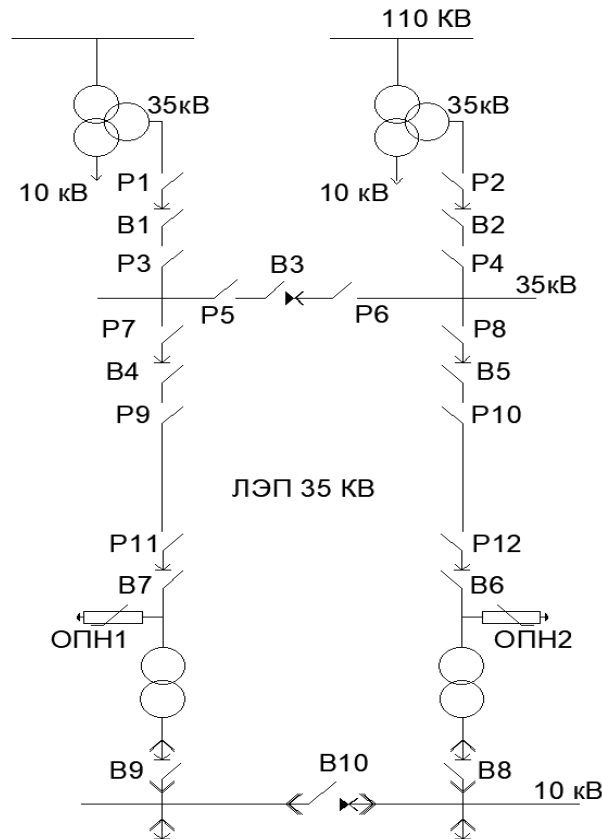 110 КВ
35кВ 35кВ
Р1 Р2
10 кВ 10 кВ
В1 В2
Р3 В3 Р4
35кВ
Р5 Р6
Р7 Р8
В4 В5
Р9 Р10
ЛЭП 35 КВ
Р11 Р12
В7 В6
ОПН1 ОПН2
В9 В10 В8
10 кВ